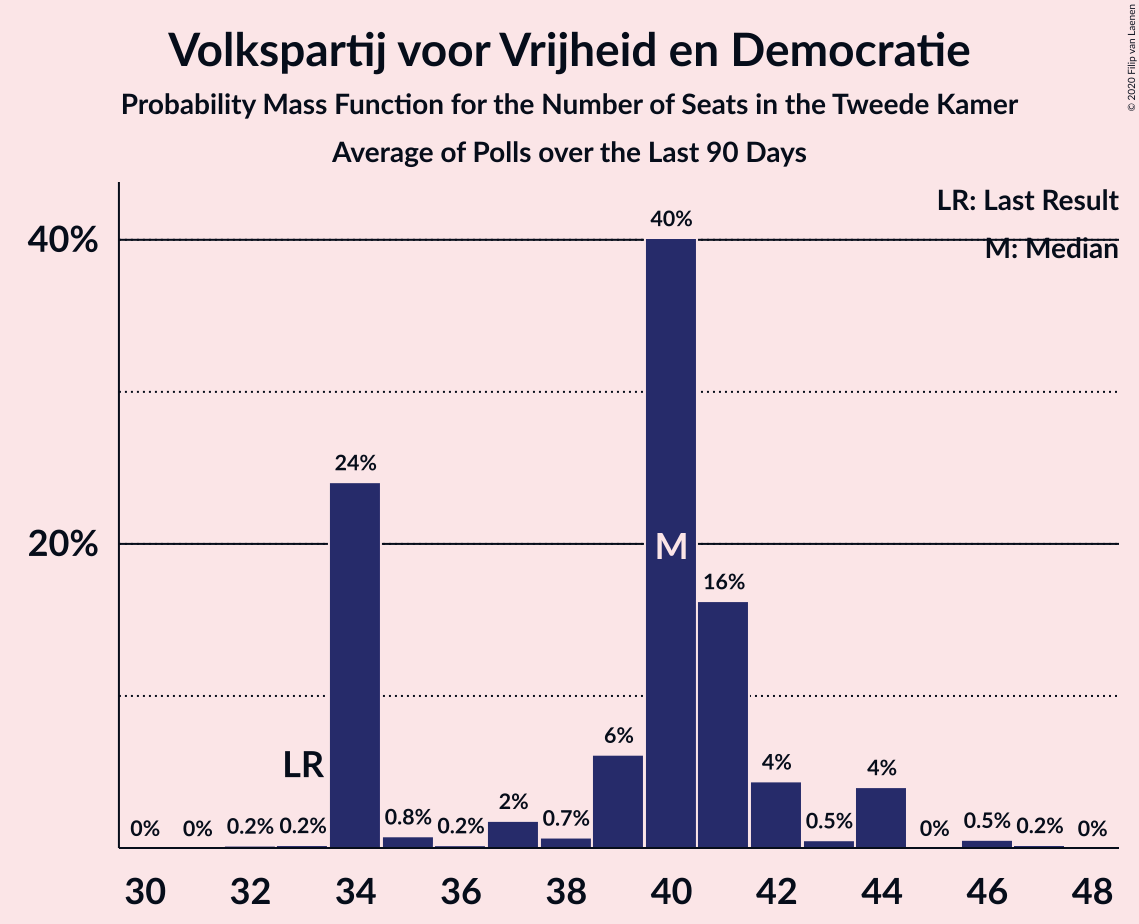 Volkspartij voor Vrijheid en Democratie
Probability Mass Function for the Number of Seats in the Tweede Kamer
Average of Polls over the Last 90 Days
© 2020 Filip van Laenen
LR: Last Result
M: Median
40%
20%
0%
0%
0.2%
0.2%
LR
24%
0.8%
0.2%
2%
0.7%
6%
40%
M
16%
4%
0.5%
4%
0%
0.5%
0.2%
0%
30 32 34 36 38 40 42 44 46 48